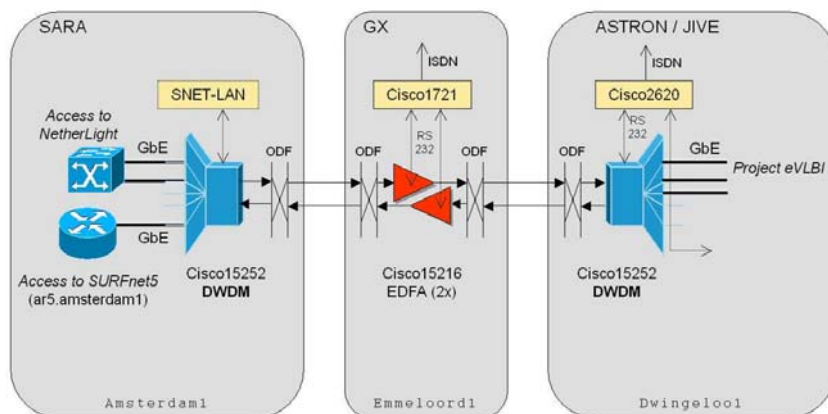 SARA
SNET-LAN
Access to
NetherLight
GbE
ODF
GbE
Access to SURFnet5
(ar5.amsterdam1)
Cisco15252
DWDM
Amsterdam1
GX
ISDN
Cisco1721
RS
232
ODF
ODF
Cisco15216
EDFA (2x)
Emmeloord1
ASTRON / JIVE
ISDN
Cisco2620
RS
232
ODF
GbE
Project eVLBI
Cisco15252
DWDM
Dwingeloo1